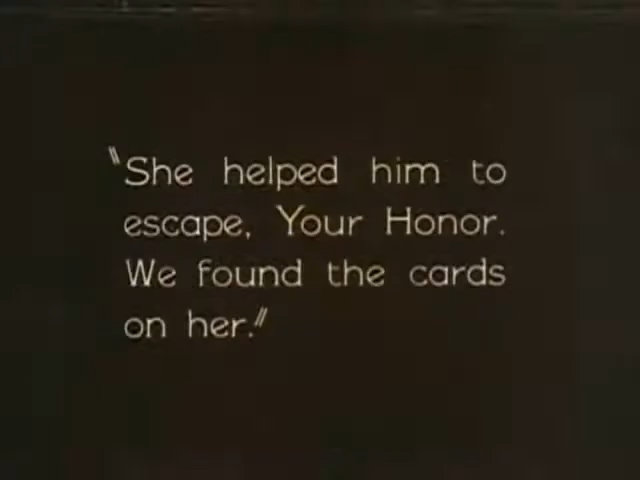 "She helped him to
escape, Your Honor.
We found the cards
on her."